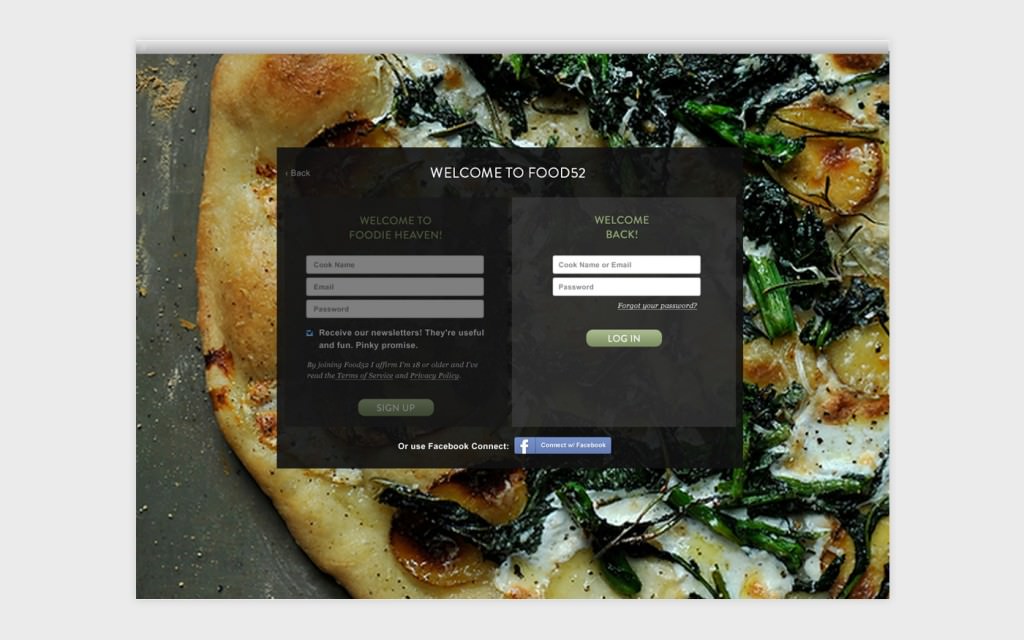 ‹ Back
WELCOME TO FOOD52
WELCOME TO
FOODIE HEAVEN!
Cook Name
Email
Password
Receive our newsletters! They're useful
and fun. Pinky promise.
By joining Food52 I affirm I'm 18 or older and I've
read the Terms of Service and Privacy Policy.
SIGN UP
WELCOME
BACK!
Cook Name or Email
Password
Forgot your password?
LOG IN
Or use Facebook Connect:
f Connect w/ Facebook